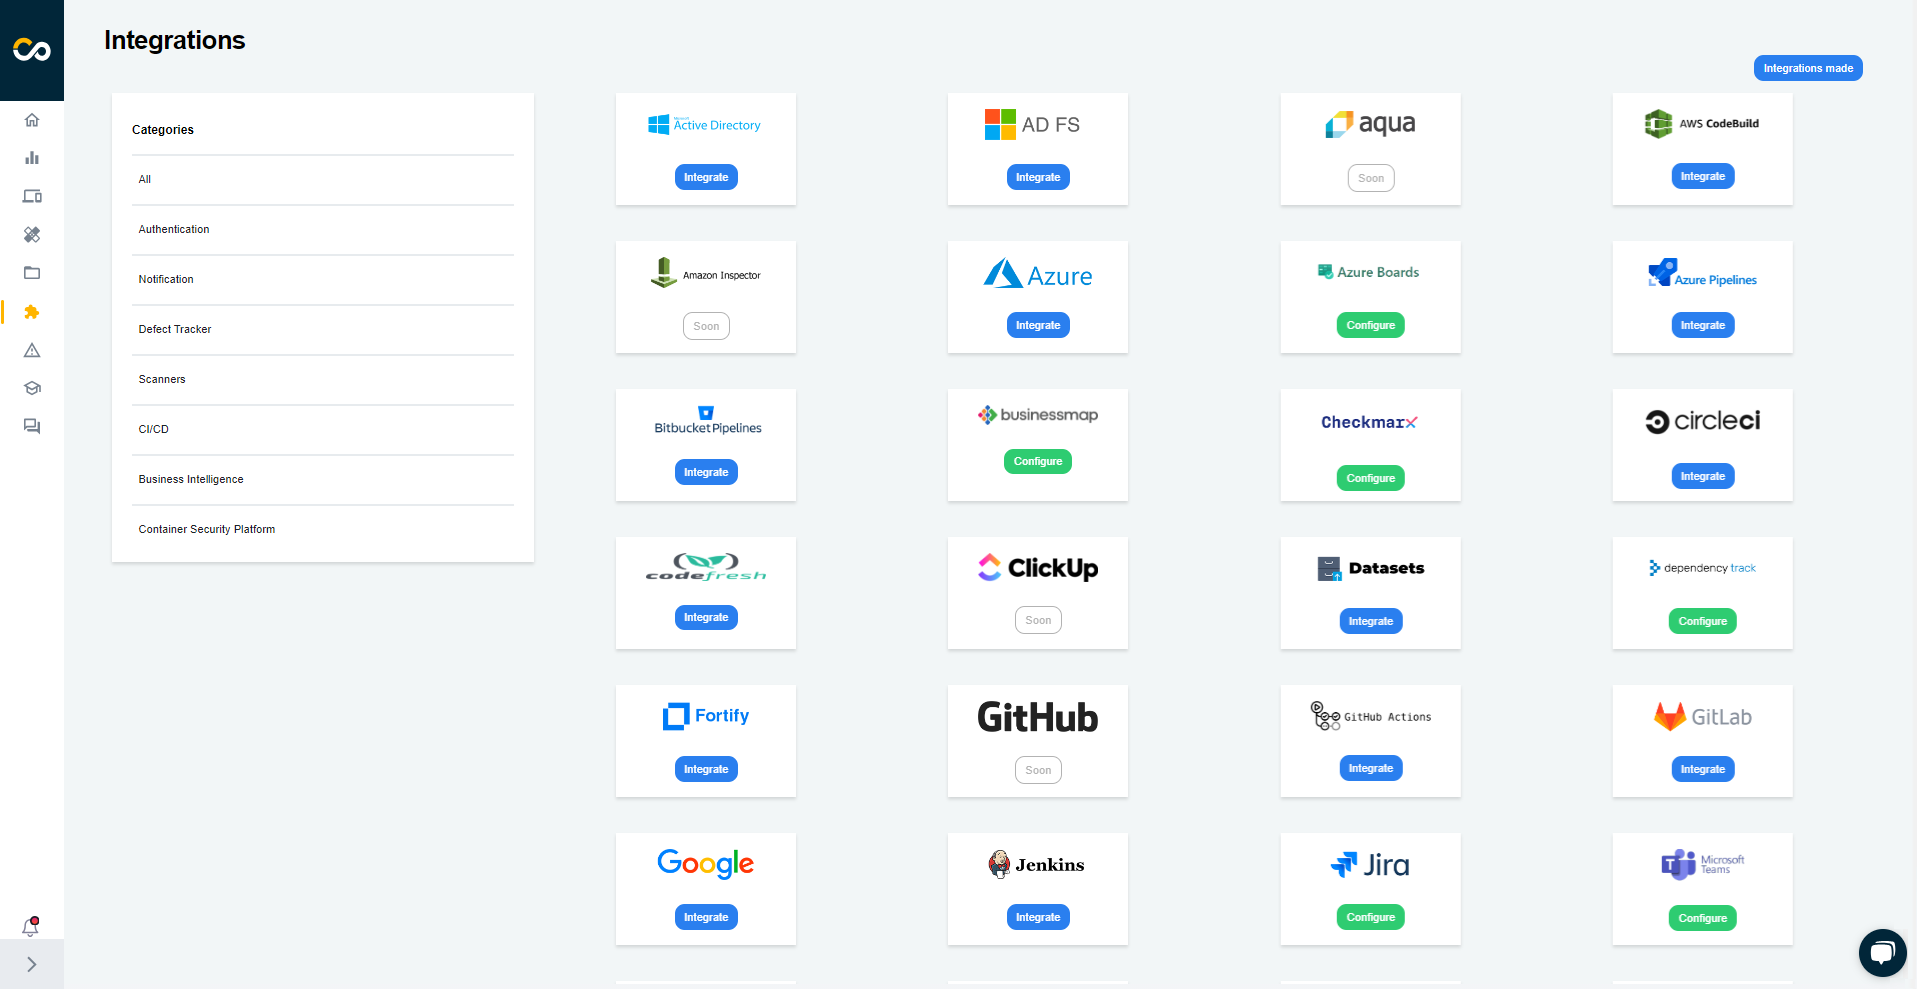 Integrations
Integrations made
Categories
All
Authentication
Notification
Defect Tracker
Scanners
CI/CD
Business Intelligence
Container Security Platform
Microsoft
Active Directory
Integrate
AD FS
Integrate
aqua
Soon
AWS CodeBuild
Integrate
Amazon Inspector
Soon
Azure
Integrate
Azure Boards
Configure
Azure Pipelines
Integrate
Bitbucket Pipelines
Integrate
businessmap
Configure
Checkmarx
Configure
circleci
Integrate
codefresh
Integrate
ClickUp
Soon
Datasets
Integrate
dependency track
Configure
Fortify
Integrate
GitHub
Soon
GitHub Actions
Integrate
GitLab
Integrate
Google
Integrate
Jenkins
Integrate
Jira
Configure
T
Microsoft
Teams
Configure